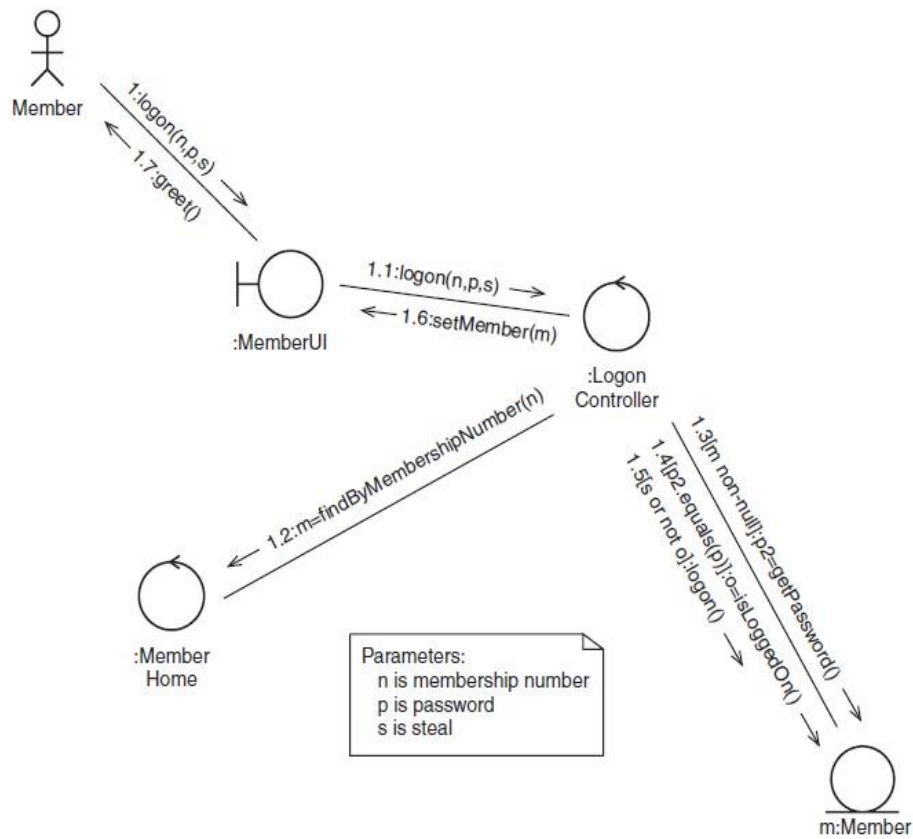 Member
1:logon(n,p,s)
1.7:greet()
:MemberUI
1.1:logon(n,p,s)
1.6:setMember(m)
:Logon
Controller
1.2:m=findByMembershipNumber(n)
:Member
Home
1.3[m non-null]:p2=getPassword()
1.4[p2.equals(p)]:o=isLoggedOn()
1.5[s or not o]:logon()
Parameters:
n is membership number
p is password
s is steal
m:Member